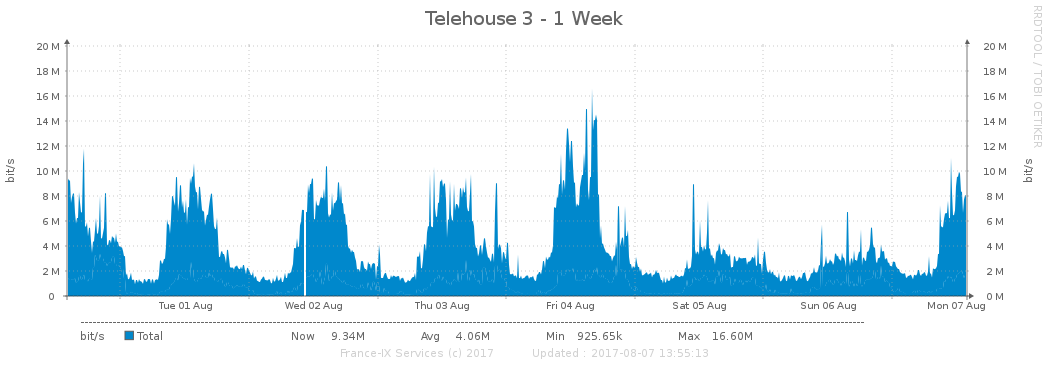 Telehouse 3 - 1 Week
RRDTOOL / TOBI OETIKER
bit/s
bit/s
20 M 20 M
18 M 18 M
16 M 16 M
14 M 14 M
12 M 12 M
10 M 10 M
8 M 8 M
6 M 6 M
4 M 4 M
2 M 2 M
0 0 M
Tue 01 Aug Wed 02 Aug Thu 03 Aug Fri 04 Aug Sat 05 Aug Sun 06 Aug Mon 07 Aug
bit/s Total Now 9.34M Avg 4.06M Min 925.65k Max 16.60M
France-IX Services (c) 2017 Updated : 2017-08-07 13:55:13